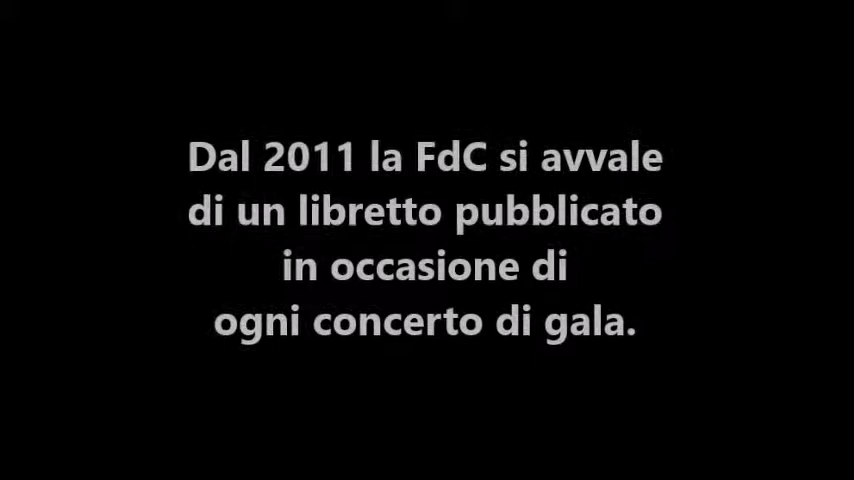 Dal 2011 la FdC si avvale
di un libretto pubblicato
in occasione di
ogni concerto di gala.